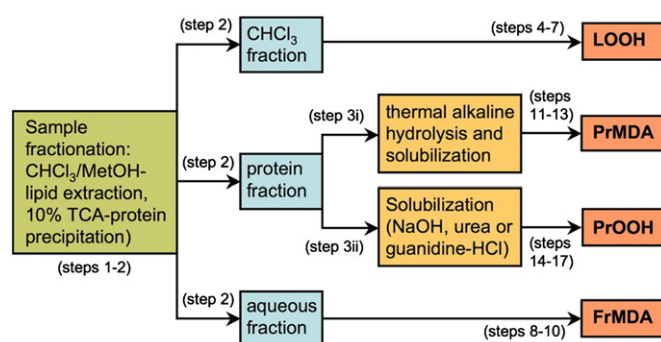 (step 2)
CHCl3
fraction
(steps 4-7)
LOOH
Sample
fractionation:
CHCl3/MetOH-
lipid extraction,
10% TCA-protein
precipitation)
(steps 1-2)
(step 2)
protein
fraction
(step 3i)
thermal alkaline
hydrolysis and
solubilization
(steps
11-13)
PrMDA
(step 3ii)
Solubilization
(NaOH, urea or
guanidine-HCl)
(steps
14-17)
PrOOH
(step 2)
aqueous
fraction
(steps 8-10)
FrMDA